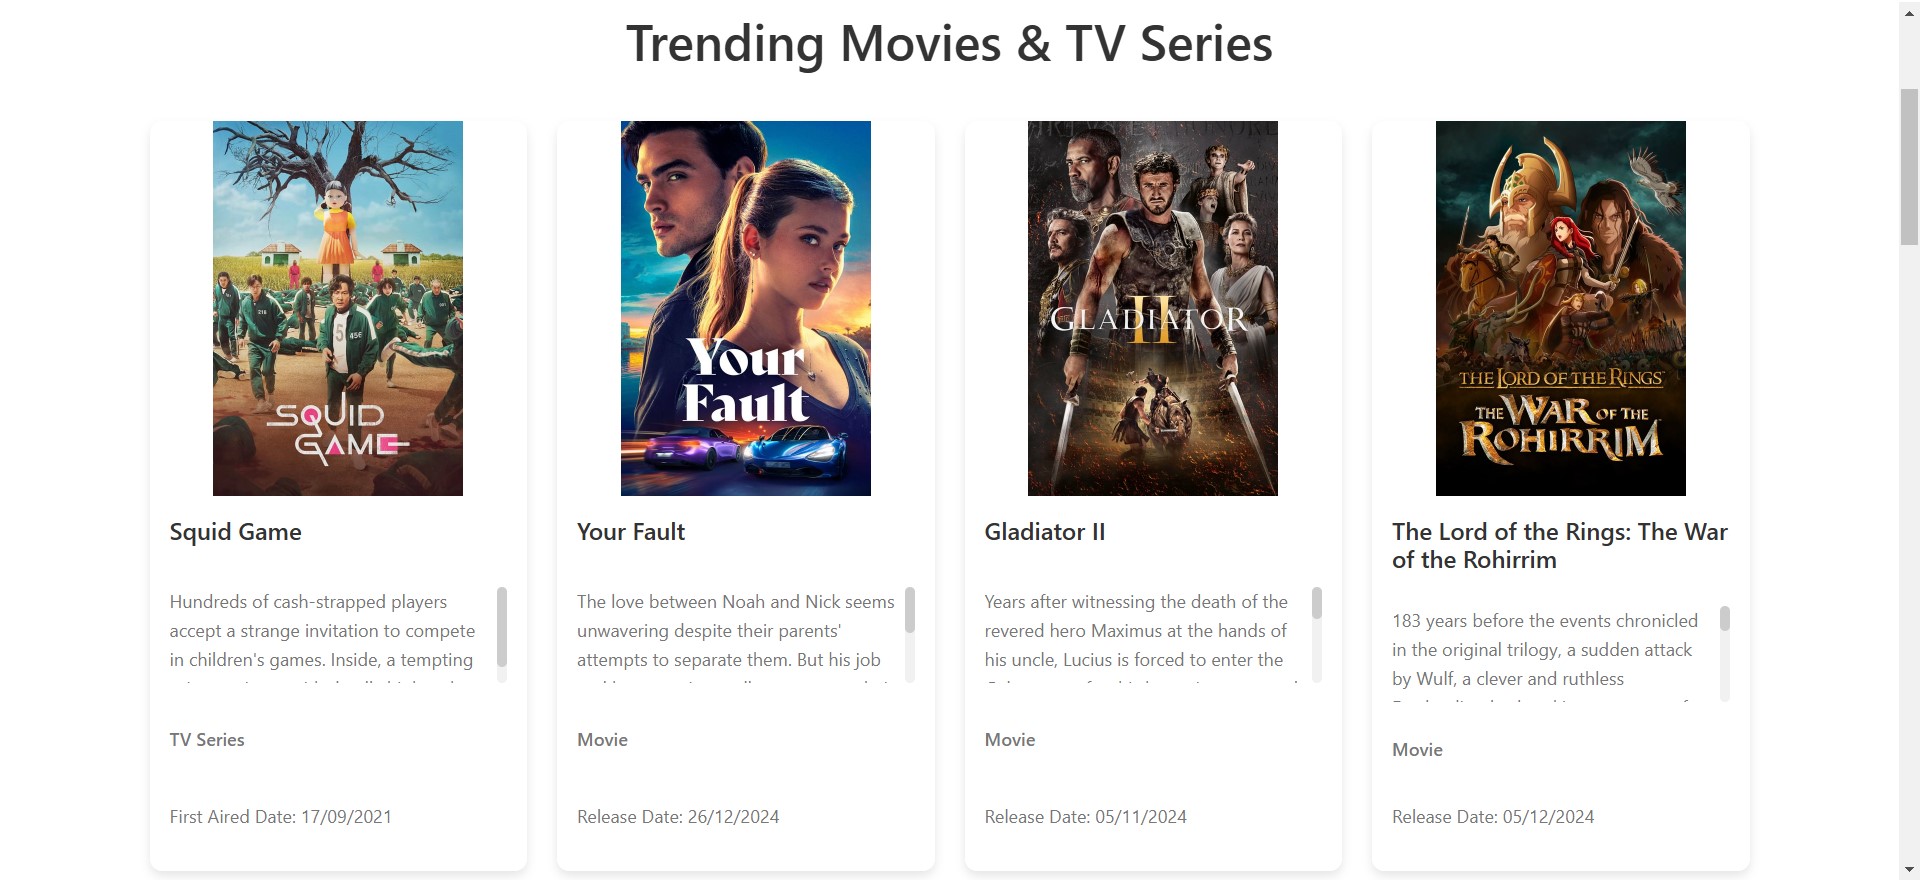 Trending Movies & TV Series
SQUID
GAME
218
456
Your
Fault
GLADIATOR
II
THE LORD OF THE RINGS
THE WAR OF THE
ROHIRRIM
Squid Game
Hundreds of cash-strapped players
accept a strange invitation to compete
in children's games. Inside, a tempting
TV Series
First Aired Date: 17/09/2021
Your Fault
The love between Noah and Nick seems
unwavering despite their parents'
attempts to separate them. But his job
Movie
Release Date: 26/12/2024
Gladiator II
Years after witnessing the death of the
revered hero Maximus at the hands of
his uncle, Lucius is forced to enter the
Movie
Release Date: 05/11/2024
The Lord of the Rings: The War
of the Rohirrim
183 years before the events chronicled
in the original trilogy, a sudden attack
by Wulf, a clever and ruthless
Movie
Release Date: 05/12/2024